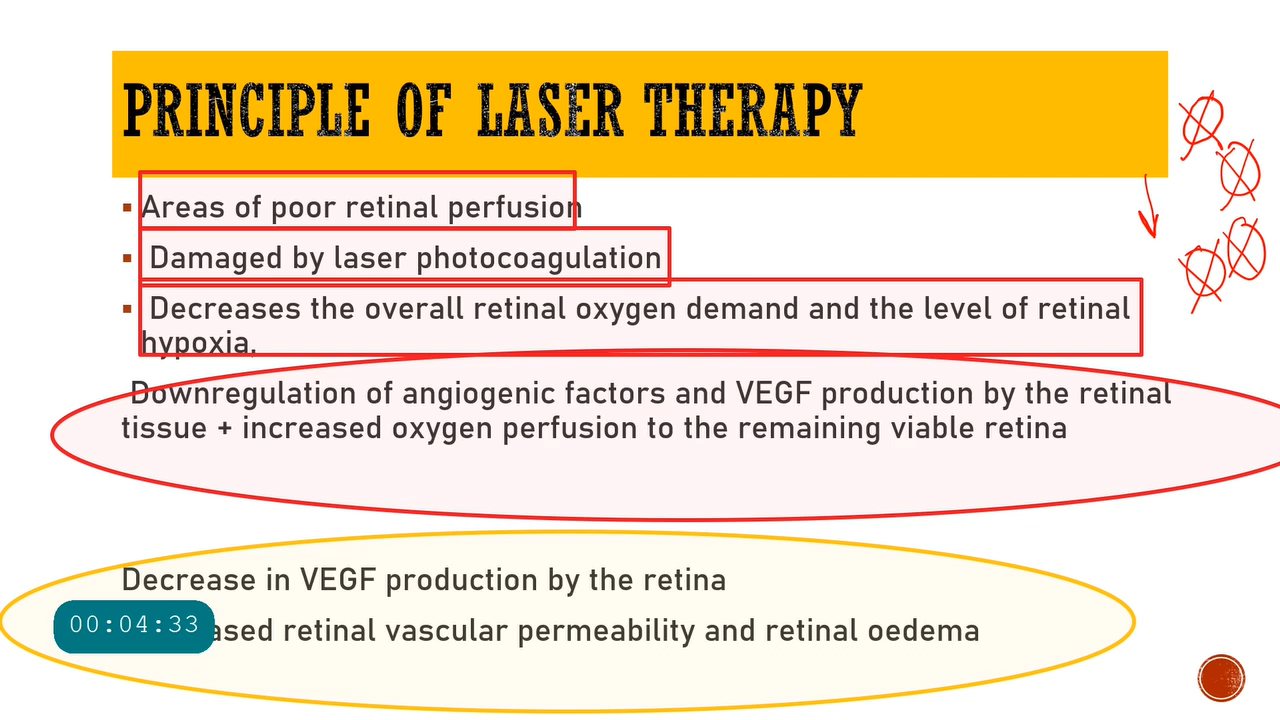 PRINCIPLE OF LASER THERAPY
▪ Areas of poor retinal perfusion
▪ Damaged by laser photocoagulation
▪ Decreases the overall retinal oxygen demand and the level of retinal
hypoxia.
Downregulation of angiogenic factors and VEGF production by the retinal
tissue + increased oxygen perfusion to the remaining viable retina
Decrease in VEGF production by the retina
00:04:33
retinal vascular permeability and retinal oedema